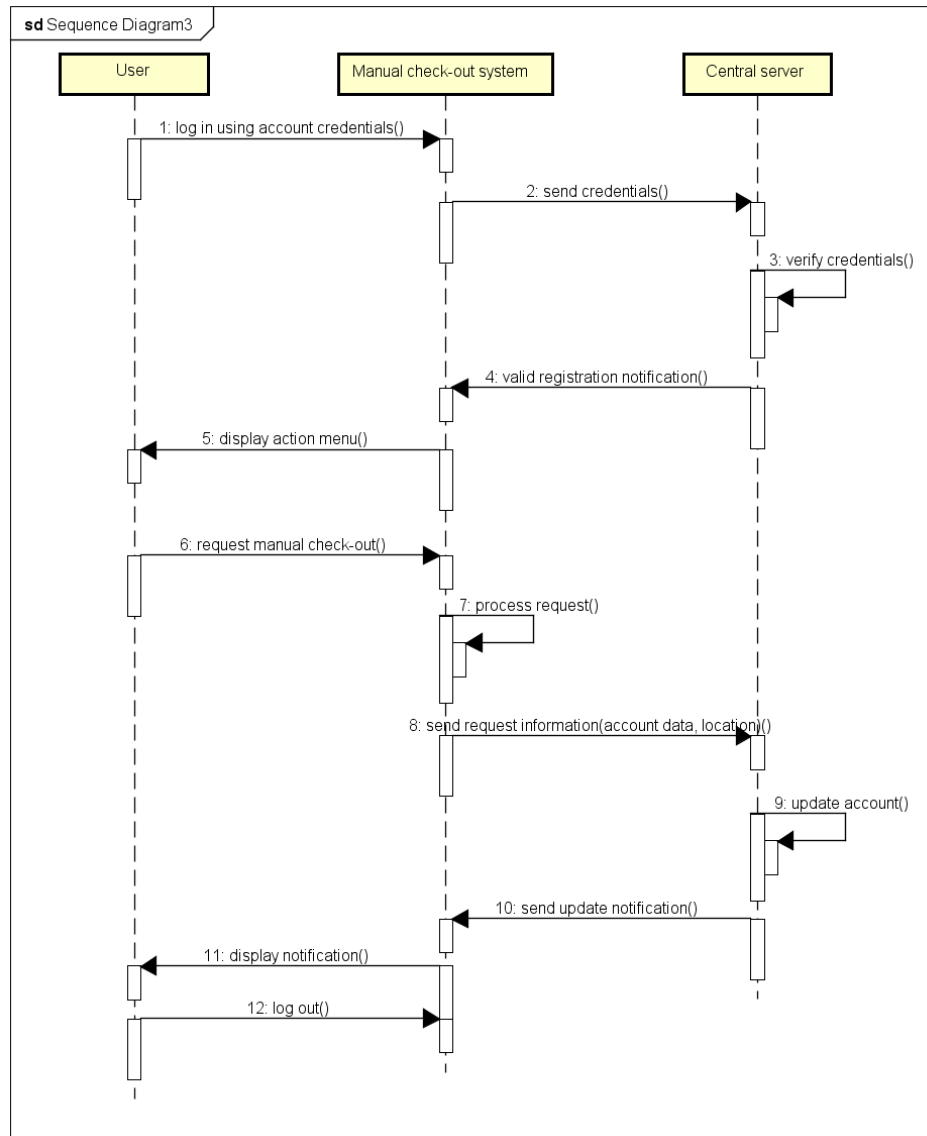 sd Sequence Diagram3
User
Manual check-out system
Central server
1: log in using account credentials()
2: send credentials()
3: verify credentials()
4: valid registration notification()
5: display action menu()
6: request manual check-out()
7: process request()
8: send request information(account data, location)()
9: update account()
10: send update notification()
11: display notification()
12: log out()